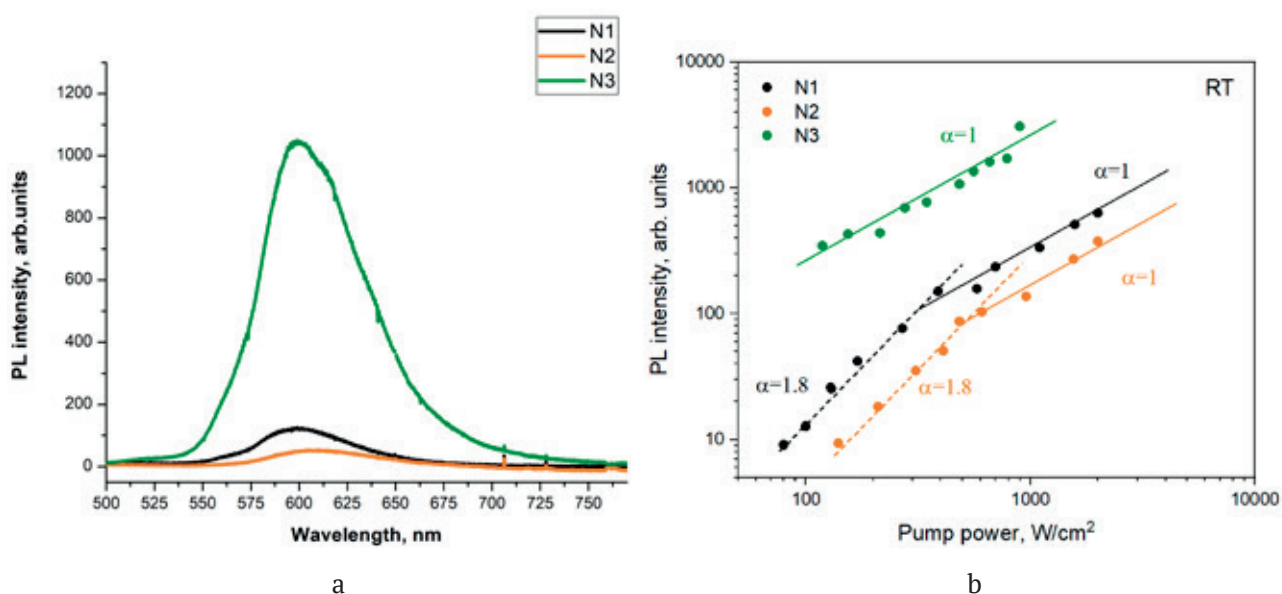 N1
N2
N3
PL intensity, arb.units
1200
1000
800
600
400
200
0
500 525 550 575 600 625 650 675 700 725 750
Wavelength, nm
a
N1
N2
N3
RT
PL intensity, arb. units
10000
1000
100
10
α=1
α=1
α=1
α=1.8
α=1.8
100 1000 10000
Pump power, W/cm²
b